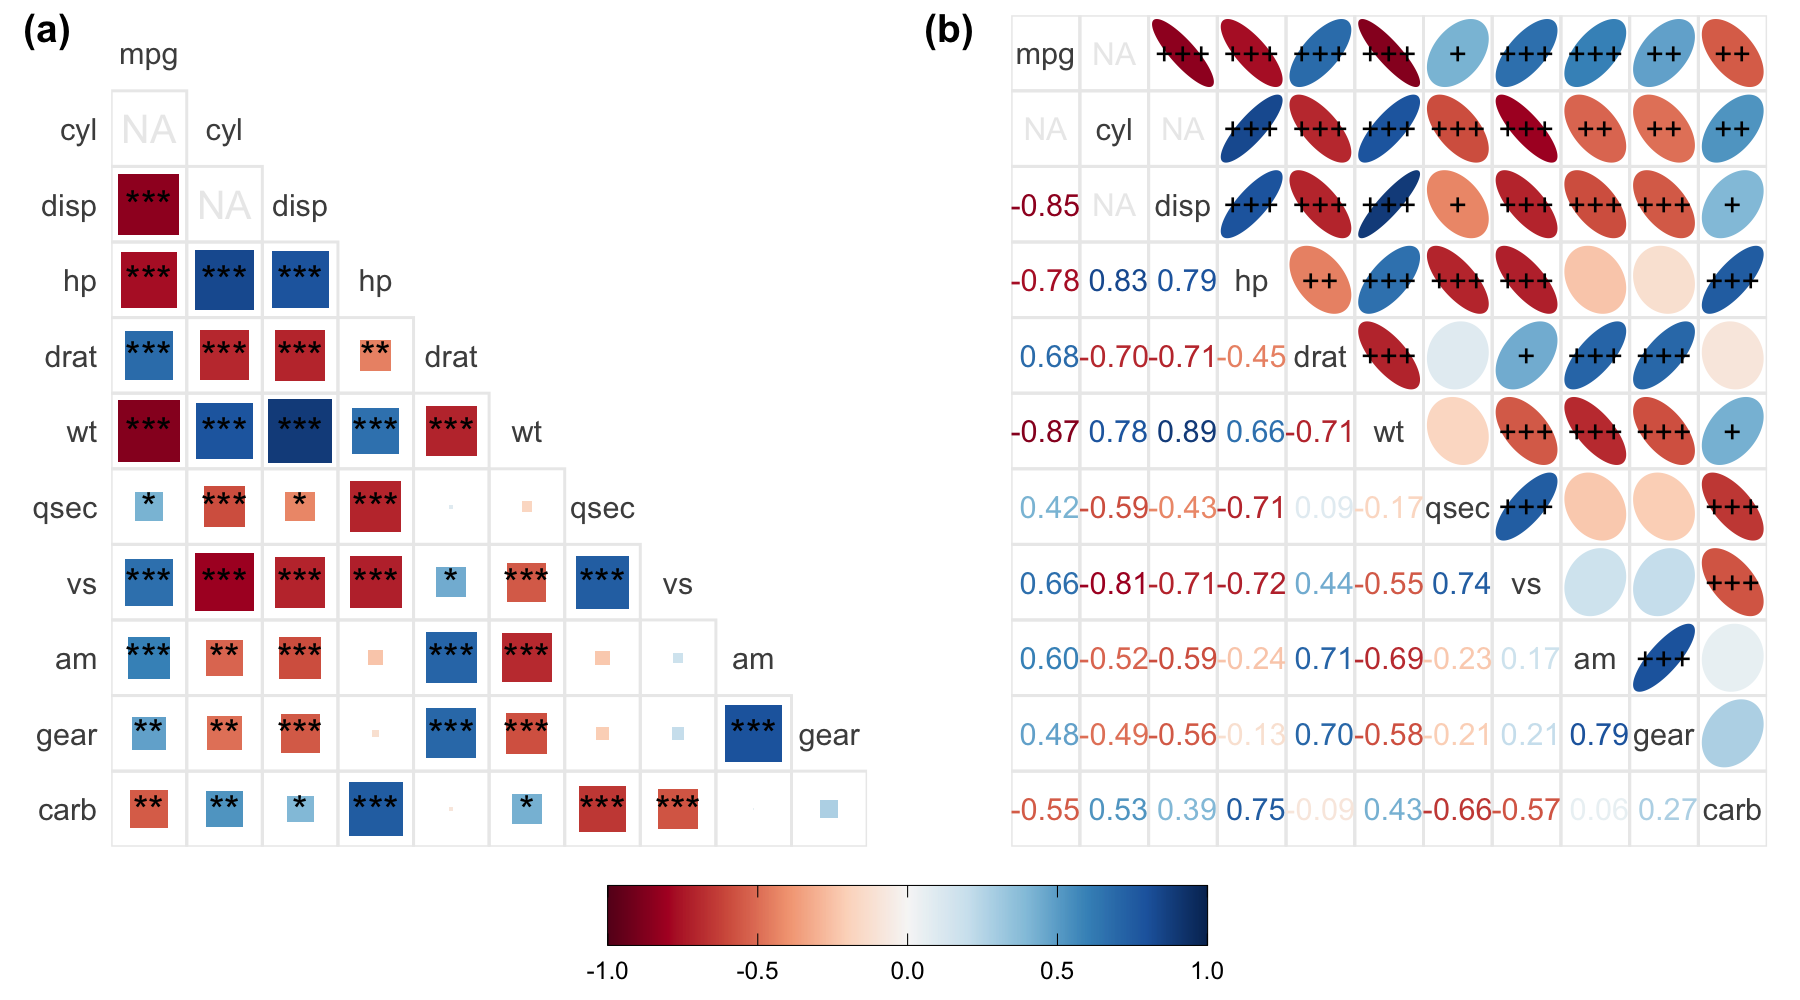 (a)
mpg
cyl NA cyl
disp *** NA disp
hp *** *** *** hp
drat *** *** *** ** drat
wt *** *** *** *** *** wt
qsec * *** * *** qsec
vs *** *** *** *** * *** *** vs
am *** ** *** *** *** am
gear ** ** *** *** *** *** gear
carb ** ** * *** * *** ***
(b)
mpg NA +++ +++ +++ +++ + +++ +++ ++ ++
NA cyl NA +++ +++ +++ +++ +++ ++ ++ ++
-0.85 NA disp +++ +++ +++ + +++ +++ +++ +
-0.78 0.83 0.79 hp ++ +++ +++ +++ +++
0.68 -0.70 -0.71 -0.45 drat +++ + +++ +++
-0.87 0.78 0.89 0.66 -0.71 wt +++ +++ +++ +
0.42 -0.59 -0.43 -0.71 0.09 -0.17 qsec +++ +++
0.66 -0.81 -0.71 -0.72 0.44 -0.55 0.74 vs +++
0.60 -0.52 -0.59 -0.24 0.71 -0.69 -0.23 0.17 am +++
0.48 -0.49 -0.56 -0.13 0.70 -0.58 -0.21 0.21 0.79 gear
-0.55 0.53 0.39 0.75 -0.09 0.43 -0.66 -0.57 0.06 0.27 carb
-1.0 -0.5 0.0 0.5 1.0